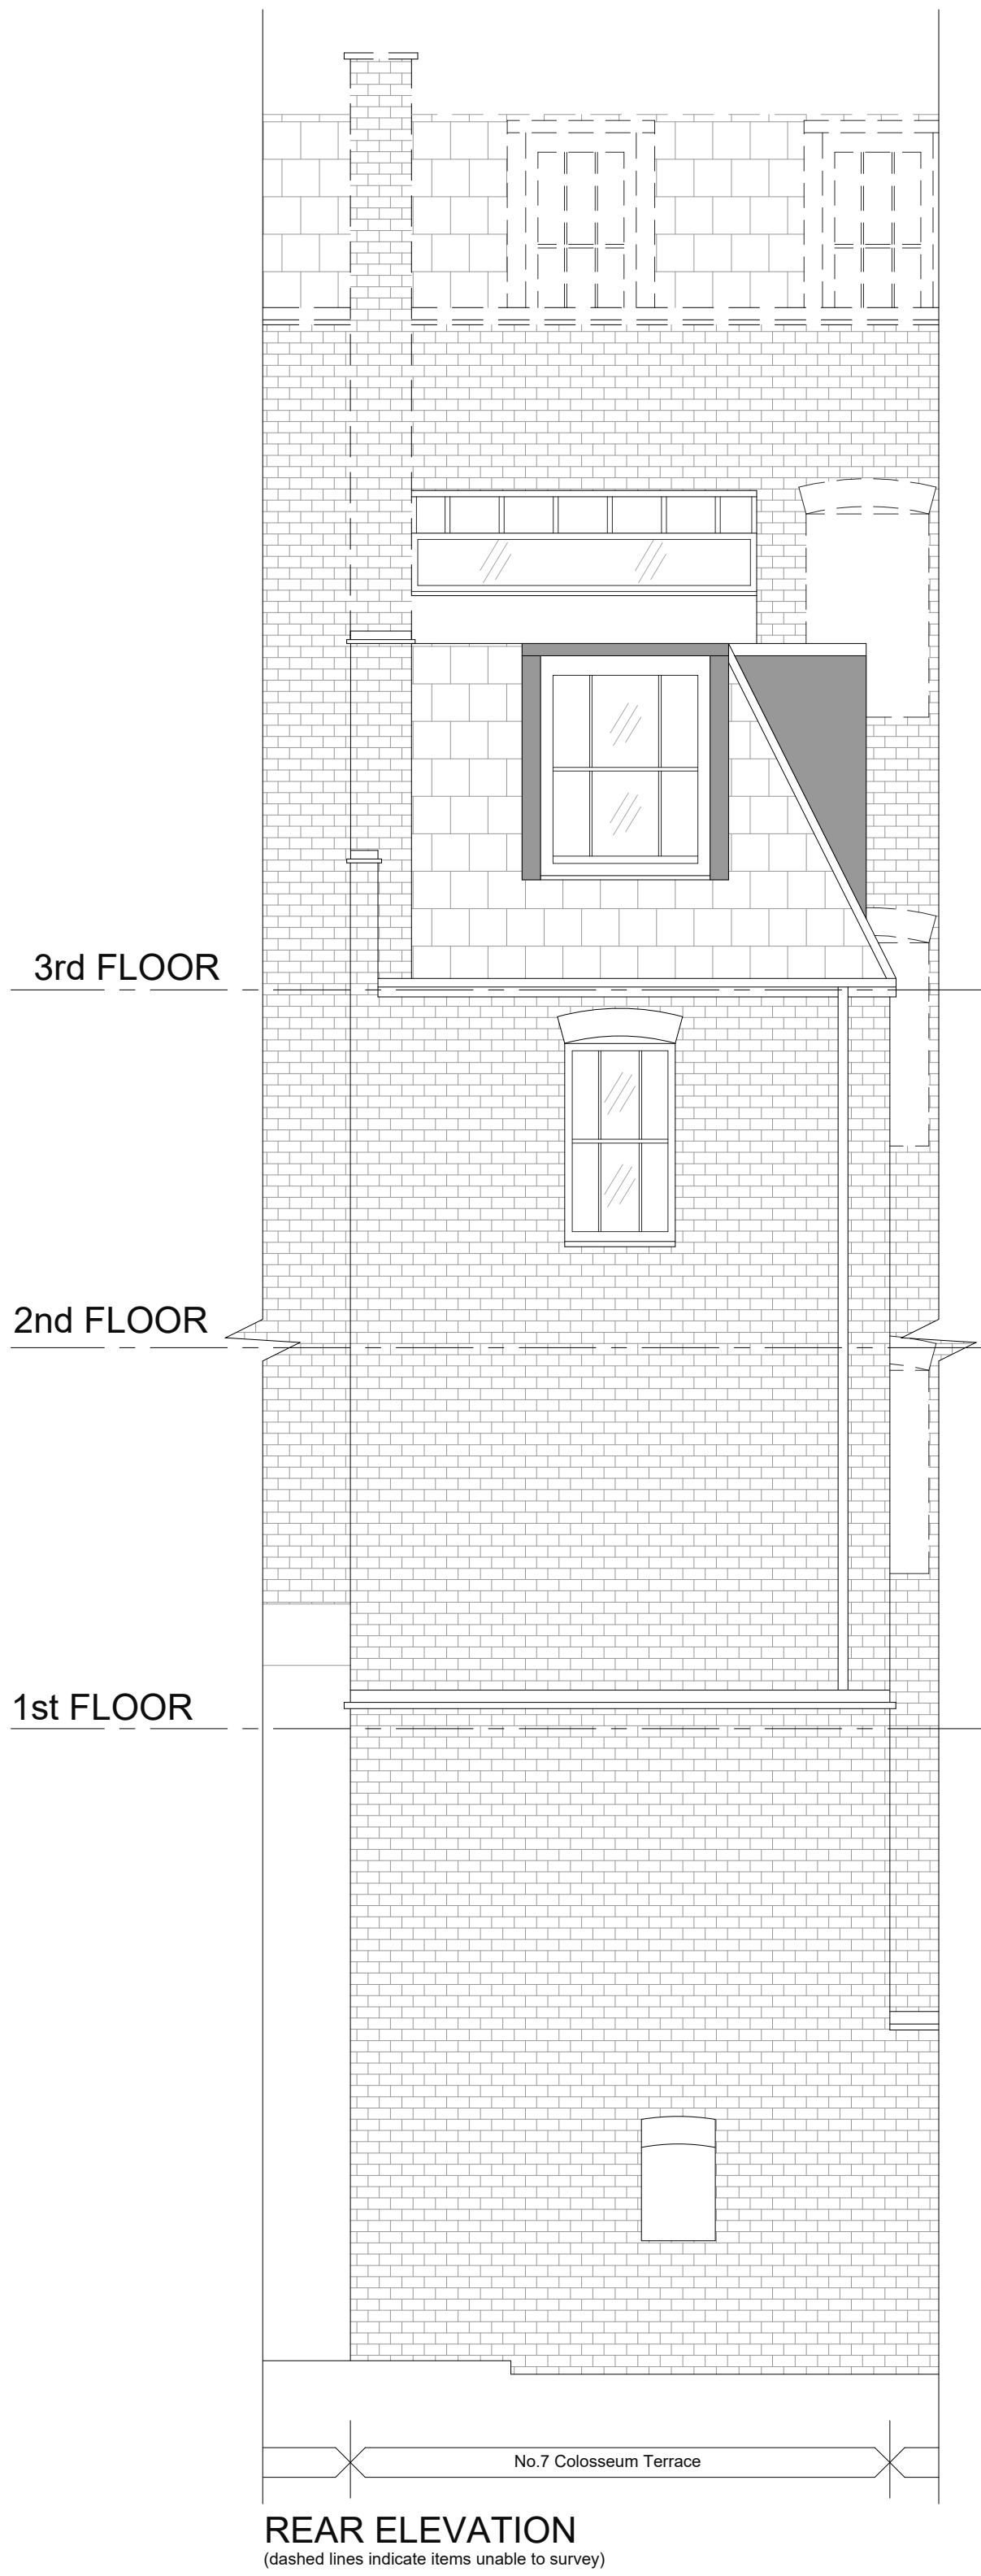 3rd FLOOR
2nd FLOOR
1st FLOOR
No.7 Colosseum Terrace
REAR ELEVATION
(dashed lines indicate items unable to survey)